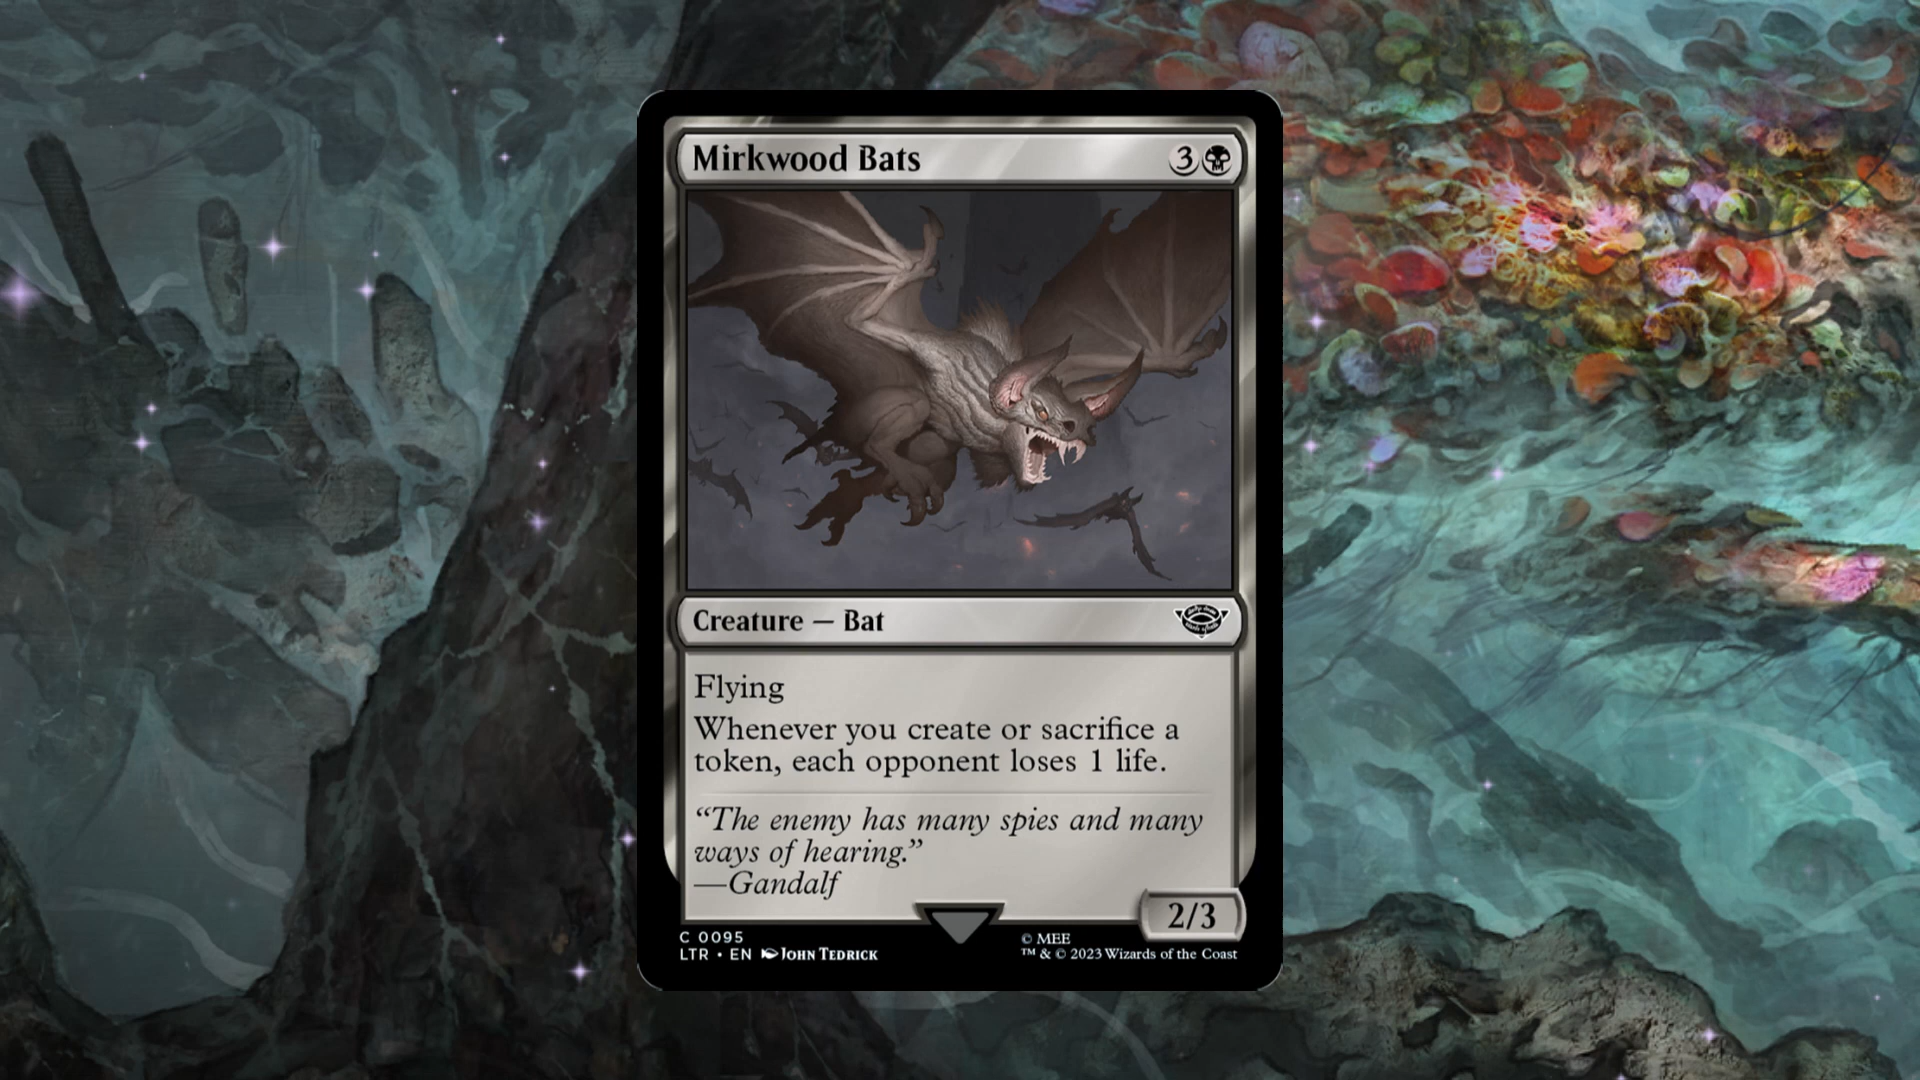 Mirkwood Bats 3
Creature — Bat
Flying
Whenever you create or sacrifice a
token, each opponent loses 1 life.
“The enemy has many spies and many
ways of hearing.”
—Gandalf
2/3
C 0095
LTR • EN John Tedrick
© MEE
™ & © 2023 Wizards of the Coast